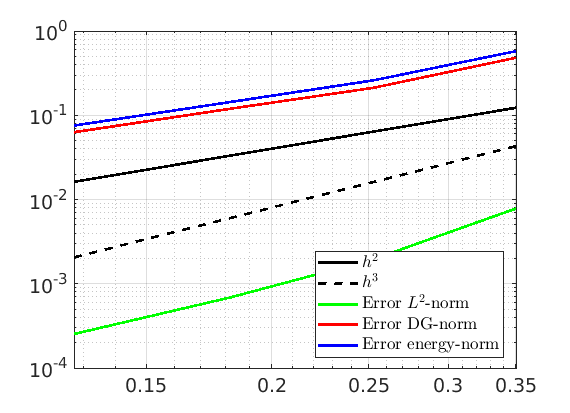 10^0
10^-1
10^-2
10^-3
10^-4
h^2
h^3
Error L^2-norm
Error DG-norm
Error energy-norm
0.15 0.2 0.25 0.3 0.35